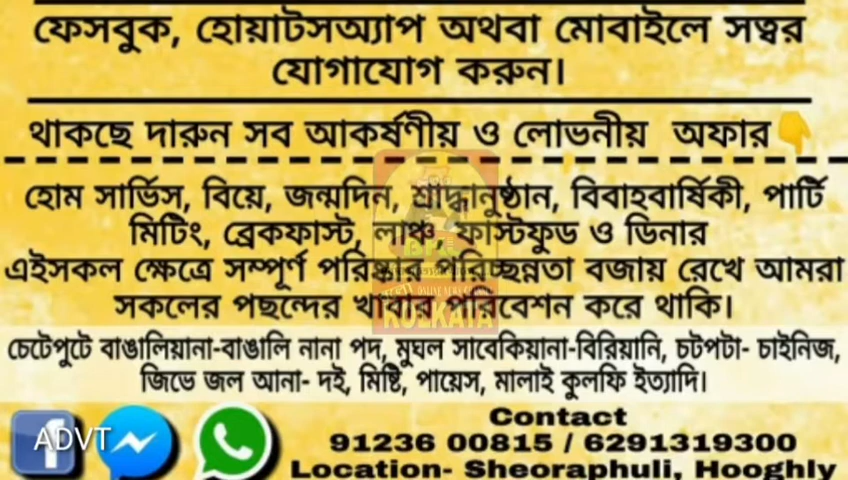 ফেসবুক, হোয়াটসঅ্যাপ অথবা মোবাইলে সত্বর
যোগাযোগ করুন।
থাকছে দারুন সব আকর্ষণীয় ও লোভনীয় অফার👇
হোম সার্ভিস, বিয়ে, জন্মদিন, শ্রাদ্ধানুষ্ঠান, বিবাহবার্ষিকী, পার্টি
মিটিং, ব্রেকফাস্ট, লাঞ্চ, ফাস্টফুড ও ডিনার
এইসকল ক্ষেত্রে সম্পূর্ণ পরিষ্কার পরিচ্ছন্নতা বজায় রেখে আমরা
সকলের পছন্দের খাবার পরিবেশন করে থাকি।
KOLKATA
চেটেপুটে বাঙালিয়ানা-বাঙালি নানা পদ, মুঘল সাবেকিয়ানা-বিরিয়ানি, চটপটা- চাইনিজ,
জিভে জল আনা- দই, মিষ্টি, পায়েস, মালাই কুলফি ইত্যাদি।
ADVT
Contact
91236 00815 / 6291319300
Location- Sheoraphuli, Hooghly